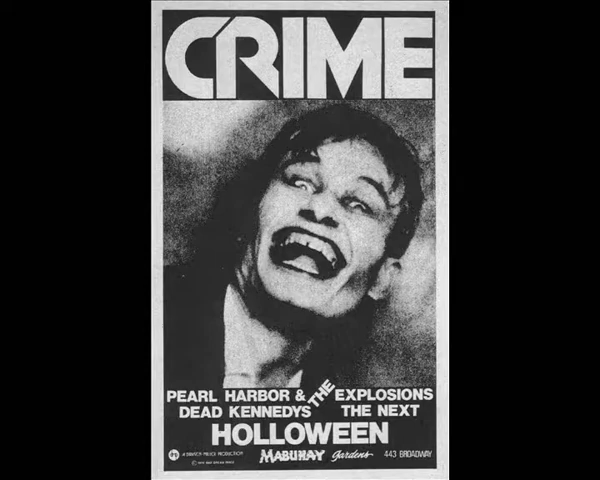 CRIME
PEARL HARBOR & THE EXPLOSIONS
DEAD KENNEDYS THE NEXT
HOLLOWEEN
MABUHAY Gardens 443 BROADWAY